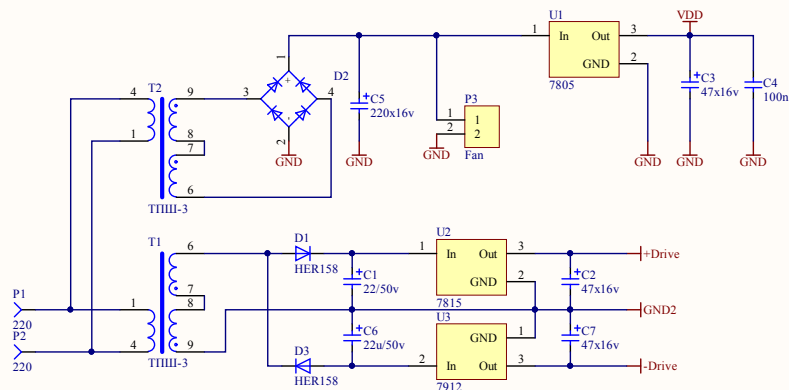 U1
VDD
1
In
Out
3
GND
2
7805
C3
47x16v
C4
100n
GND
GND
GND
T2
4
9
1
8
7
6
ТПШ-3
1
D2
3
4
2
GND
+
-
C5
220x16v
GND
P3
1
1
2
2
GND
Fan
T1
6
7
1
8
4
9
ТПШ-3
P1
220
P2
220
D1
HER158
C1
22/50v
C6
22u/50v
D3
HER158
U2
1
In
Out
3
GND
2
7815
U3
GND
1
2
In
Out
3
7912
C2
47x16v
C7
47x16v
+Drive
GND2
-Drive